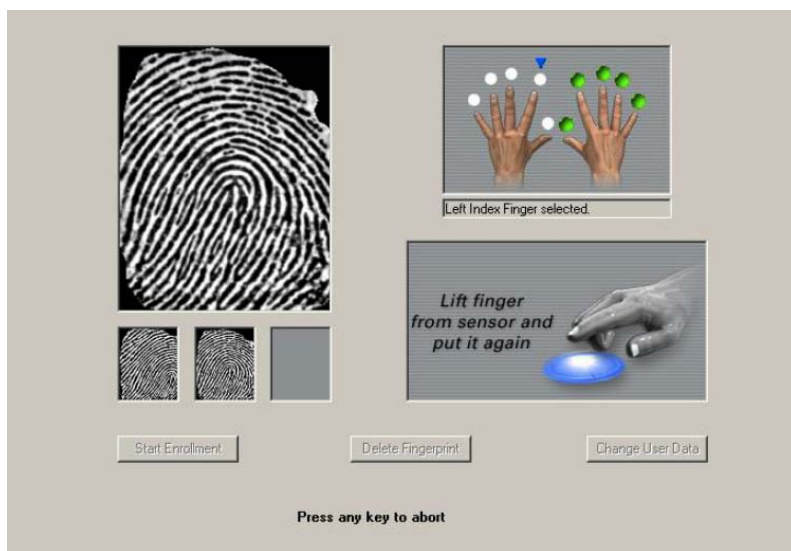 Left Index Finger selected.
Lift finger
from sensor and
put it again
Start Enrollment
Delete Fingerprint
Change User Data
Press any key to abort